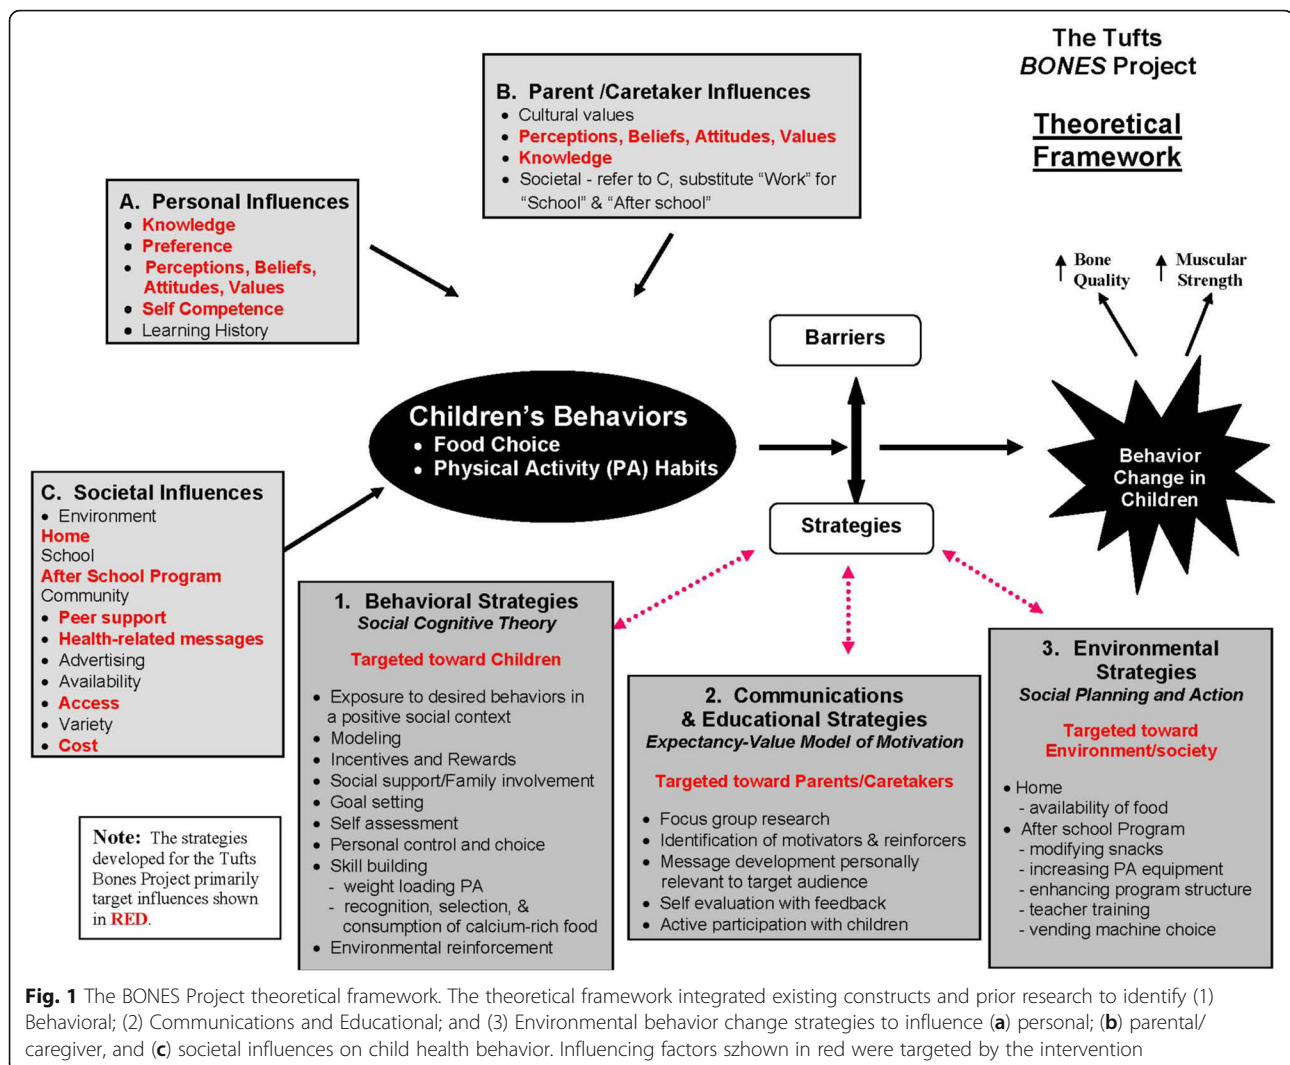 The Tufts
BONES Project
Theoretical
Framework
B. Parent /Caretaker Influences
• Cultural values
• Perceptions, Beliefs, Attitudes, Values
• Knowledge
• Societal - refer to C, substitute “Work” for
“School” & “After school”
A. Personal Influences
• Knowledge
• Preference
• Perceptions, Beliefs,
Attitudes, Values
• Self Competence
• Learning History
Bone
Quality
Muscular
Strength
Barriers
Children’s Behaviors
• Food Choice
• Physical Activity (PA) Habits
Behavior
Change in
Children
Strategies
C. Societal Influences
• Environment
Home
School
After School Program
Community
• Peer support
• Health-related messages
• Advertising
• Availability
• Access
• Variety
• Cost
Note: The strategies
developed for the Tufts
Bones Project primarily
target influences shown
in RED.
1. Behavioral Strategies
Social Cognitive Theory
Targeted toward Children
• Exposure to desired behaviors in
a positive social context
• Modeling
• Incentives and Rewards
• Social support/Family involvement
• Goal setting
• Self assessment
• Personal control and choice
• Skill building
- weight loading PA
- recognition, selection, &
consumption of calcium-rich food
• Environmental reinforcement
2. Communications
& Educational Strategies
Expectancy-Value Model of Motivation
Targeted toward Parents/Caretakers
• Focus group research
• Identification of motivators & reinforcers
• Message development personally
relevant to target audience
• Self evaluation with feedback
• Active participation with children
3. Environmental
Strategies
Social Planning and Action
Targeted toward
Environment/society
• Home
- availability of food
• After school Program
- modifying snacks
- increasing PA equipment
- enhancing program structure
- teacher training
- vending machine choice
Fig. 1 The BONES Project theoretical framework. The theoretical framework integrated existing constructs and prior research to identify (1)
Behavioral; (2) Communications and Educational; and (3) Environmental behavior change strategies to influence (a) personal; (b) parental/
caregiver, and (c) societal influences on child health behavior. Influencing factors szhown in red were targeted by the intervention